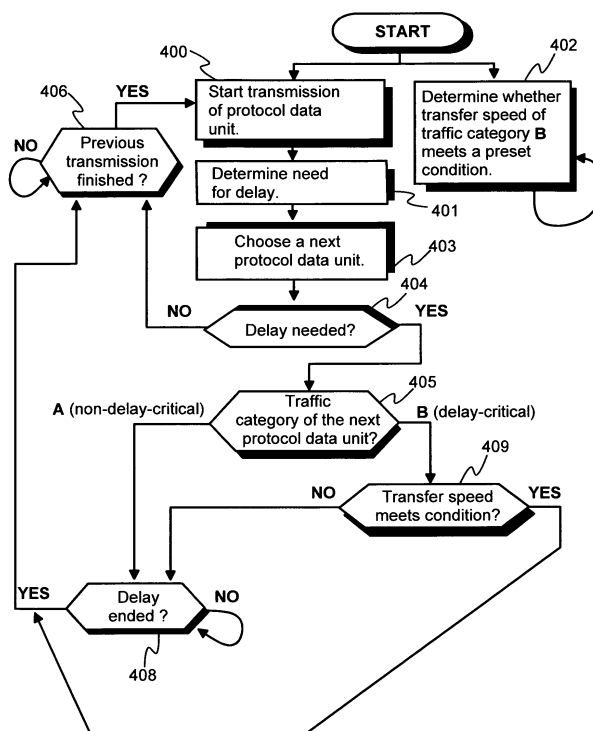 START
400
402
406
YES
Start transmission
of protocol data
unit.
Determine whether
transfer speed of
traffic category B
meets a preset
condition.
NO
Previous
transmission
finished ?
Determine need
for delay.
401
Choose a next
protocol data unit.
403
404
NO
YES
Delay needed?
405
A (non-delay-critical)
Traffic
category of the next
protocol data unit?
B (delay-critical)
409
NO
Transfer speed
meets condition?
YES
YES
Delay
ended ?
NO
408